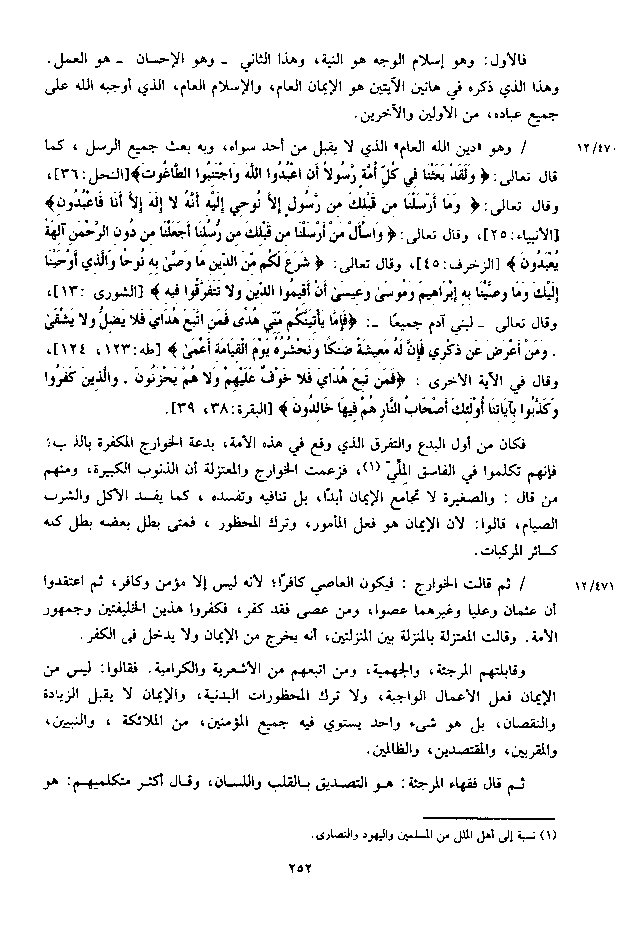 فالأول: وهو إسلام الوجه هو النية، وهذا الثاني ـ وهو الإحسان ـ هو العمل.
وهذا الذي ذكره في هاتين الآيتين هو الإيمان العام، والإسلام العام، الذي أوجبه الله على
جميع عباده، من الأولين والآخرين.
١٢/٤٧٠ / وهو «دين الله العام» الذي لا يقبل من أحد سواه، وبه بعث جميع الرسل، كما
قال تعالى: ﴿ وَلَقَدْ بَعَثْنَا فِي كُلِّ أُمَّةٍ رَّسُولاً أَنِ اعْبُدُوا اللَّهَ وَاجْتَنِبُوا الطَّاغُوتَ﴾[النحل:٣٦]،
وقال تعالى: ﴿ وَمَا أَرْسَلْنَا مِن قَبْلِكَ مِن رَّسُولٍ إِلاَّ نُوحِي إِلَيْهِ أَنَّهُ لا إِلَهَ إِلاَّ أَنَا فَاعْبُدُونِ﴾
[الأنبياء:٢٥]، وقال تعالى:﴿ وَاسْأَلْ مَنْ أَرْسَلْنَا مِن قَبْلِكَ مِن رُّسُلِنَا أَجَعَلْنَا مِن دُونِ الرَّحْمَنِ آلِهَةً
يُعْبَدُونَ ﴾ [الزخرف:٤٥]، وقال تعالى: ﴿ شَرَعَ لَكُم مِّنَ الدِّينِ مَا وَصَّى بِهِ نُوحًا وَالَّذِي أَوْحَيْنَا
إِلَيْكَ وَمَا وَصَّيْنَا بِهِ إِبْرَاهِيمَ وَمُوسَى وَعِيسَى أَنْ أَقِيمُوا الدِّينَ وَلا تَتَفَرَّقُوا فِيهِ ﴾ [الشورى :١٣]،
وقال تعالى ـ لبني آدم جميعًا ـ: ﴿فَإِمَّا يَأْتِيَنَّكُم مِّنِّي هُدًى فَمَنِ اتَّبَعَ هُدَايَ فَلا يَضِلُّ وَلا يَشْقَىٰ
. وَمَنْ أَعْرَضَ عَن ذِكْرِي فَإِنَّ لَهُ مَعِيشَةً ضَنكًا وَنَحْشُرُهُ يَوْمَ الْقِيَامَةِ أَعْمَىٰ ﴾ [طه:١٢٣، ١٢٤]،
وقال في الآية الأخرى : ﴿فَمَن تَبِعَ هُدَايَ فَلا خَوْفٌ عَلَيْهِمْ وَلا هُمْ يَحْزَنُونَ . وَالَّذِينَ كَفَرُوا
وَكَذَّبُوا بِآيَاتِنَا أُوْلَئِكَ أَصْحَابُ النَّارِ هُمْ فِيهَا خَالِدُونَ ﴾ [البقرة:٣٨، ٣٩].
فكان من أول البدع والتفرق الذي وقع في هذه الأمة، بدعة الخوارج المكفرة
فإنهم تكلموا في الفاسق المِلِّيّ (١)، فزعمت الخوارج والمعتزلة أن الذنوب الكبيرة، ومنهم
من قال : والصغيرة لا تجامع الإيمان أبدًا، بل تنافيه وتفسده ، كما يفسد الأكل والشرب
الصيام، قالوا: لأن الإيمان هو فعل المأمور، وترك المحظور ، فمتى بطل بعضه بطل كله
كسائر المركبات.
١٢/٤٧١ / ثم قالت الخوارج : فيكون العاصي كافرًا؛ لأنه ليس إلا مؤمن وكافر، ثم اعتقدوا
أن عثمان وعليا وغيرهما عصوا، ومن عصى فقد كفر، فكفروا هذين الخليفتين وجمهور
الأمة. وقالت المعتزلة بالمنزلة بين المنزلتين، أنه يخرج من الإيمان ولا يدخل في الكفر.
وقابلتهم المرجئة، والجهمية، ومن اتبعهم من الأشعرية والكرامية. فقالوا: ليس من
الإيمان فعل الأعمال الواجبة، ولا ترك المحظورات البدنية، والإيمان لا يقبل الزيادة
والنقصان، بل هو شيء واحد يستوي فيه جميع المؤمنين، من الملائكة ، والنبيين،
والمقربين، والمقتصدين، والظالمين.
ثم قال فقهاء المرجئة: هو التصديق بالقلب واللسان، وقال أكثر متكلميهم: هو
(١) نسبة إلى أهل الملل من المسلمين واليهود والنصارى.
٢٥٢